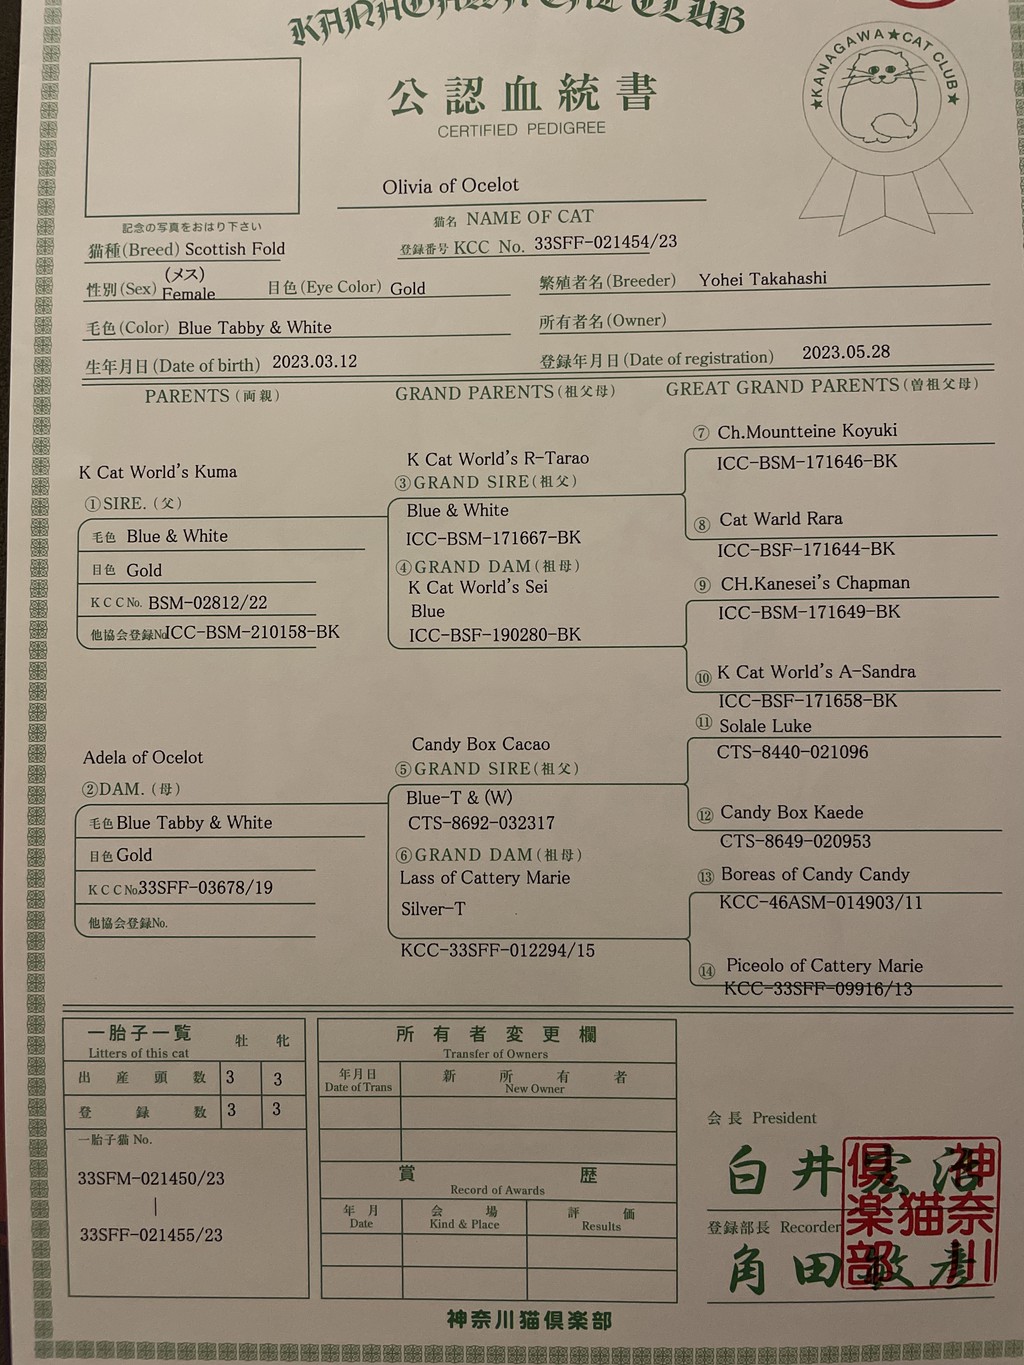 KANAGAWA CAT CLUB
★KANAGAWA★CAT CLUB★
公認血統書
CERTIFIED PEDIGREE
Olivia of Ocelot
猫名 NAME OF CAT
記念の写真をおはり下さい
猫種(Breed) Scottish Fold
登録番号 KCC No. 33SFF-021454/23
性別(Sex) (メス) Female 目色(Eye Color) Gold
繁殖者名(Breeder) Yohei Takahashi
毛色(Color) Blue Tabby & White
所有者名(Owner)
生年月日(Date of birth) 2023.03.12
登録年月日(Date of registration) 2023.05.28
PARENTS(両親)
GRAND PARENTS(祖父母)
GREAT GRAND PARENTS(曽祖父母)
K Cat World's Kuma
①SIRE.(父)
毛色 Blue & White
目色 Gold
KCCNo. BSM-02812/22
他協会登録No. ICC-BSM-210158-BK
K Cat World's R-Tarao
③GRAND SIRE(祖父)
Blue & White
ICC-BSM-171667-BK
④GRAND DAM(祖母)
K Cat World's Sei
Blue
ICC-BSF-190280-BK
⑦ Ch.Mountteine Koyuki
ICC-BSM-171646-BK
⑧ Cat Warld Rara
ICC-BSF-171644-BK
⑨ CH.Kanesei's Chapman
ICC-BSM-171649-BK
⑩ K Cat World's A-Sandra
ICC-BSF-171658-BK
Adela of Ocelot
②DAM.(母)
毛色 Blue Tabby & White
目色 Gold
KCCNo. 33SFF-03678/19
他協会登録No.
Candy Box Cacao
⑤GRAND SIRE(祖父)
Blue-T & (W)
CTS-8692-032317
⑥GRAND DAM(祖母)
Lass of Cattery Marie
Silver-T
KCC-33SFF-012294/15
⑪ Solale Luke
CTS-8440-021096
⑫ Candy Box Kaede
CTS-8649-020953
⑬ Boreas of Candy Candy
KCC-46ASM-014903/11
⑭ Piceolo of Cattery Marie
KCC-33SFF-09916/13
一胎子一覧 牡 牝
Litters of this cat
出産頭数 3 3
登録数 3 3
一胎子猫 No.
33SFM-021450/23
|
33SFF-021455/23
所有者変更欄
Transfer of Owners
年月日 新所有者
Date of Trans New Owner
賞歴
Record of Awards
年月 会場 評価
Date Kind & Place Results
会長 President
白井宏治
登録部長 Recorder
角田敏彦
神奈川猫倶楽部
神奈川猫倶楽部